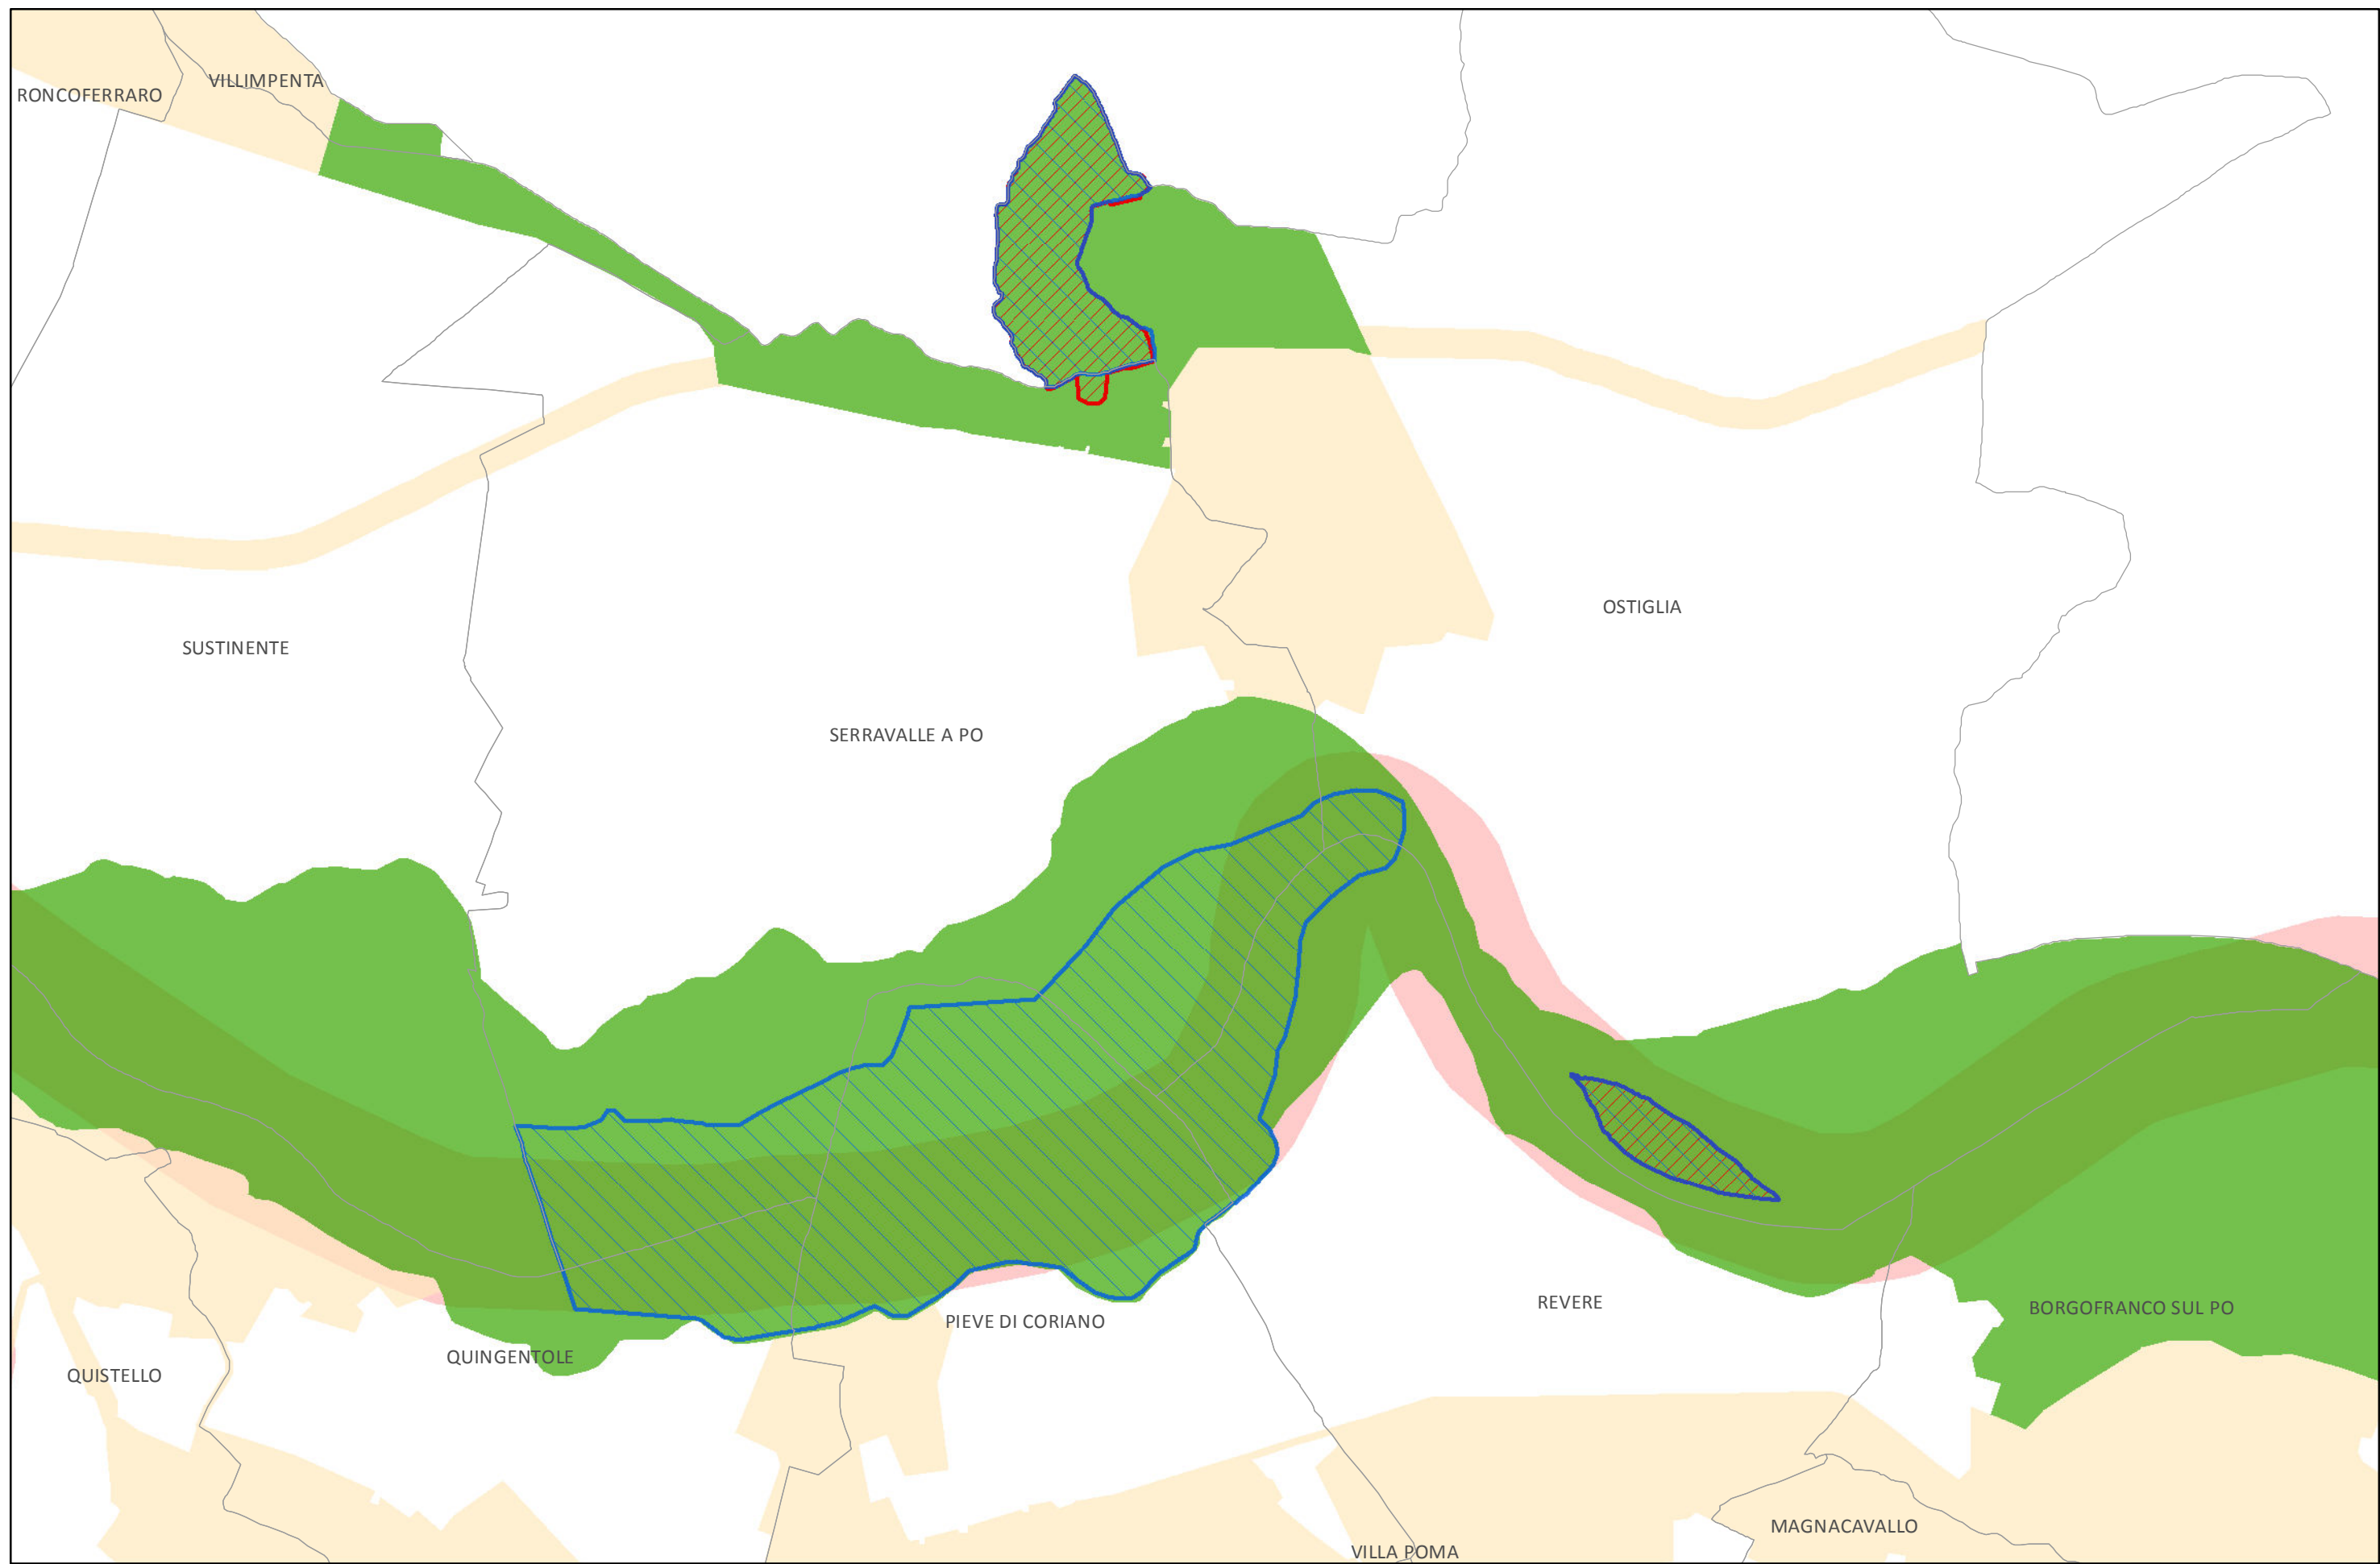 VILLIMPENTA
RONCOFERRARO
OSTIGLIA
SUSTINENTE
SERRAVALLE A PO
REVERE
BORGOFRANCO SUL PO
PIEVE DI CORIANO
QUINGENTOLE
QUISTELLO
MAGNACAVALLO
VILLA POMA